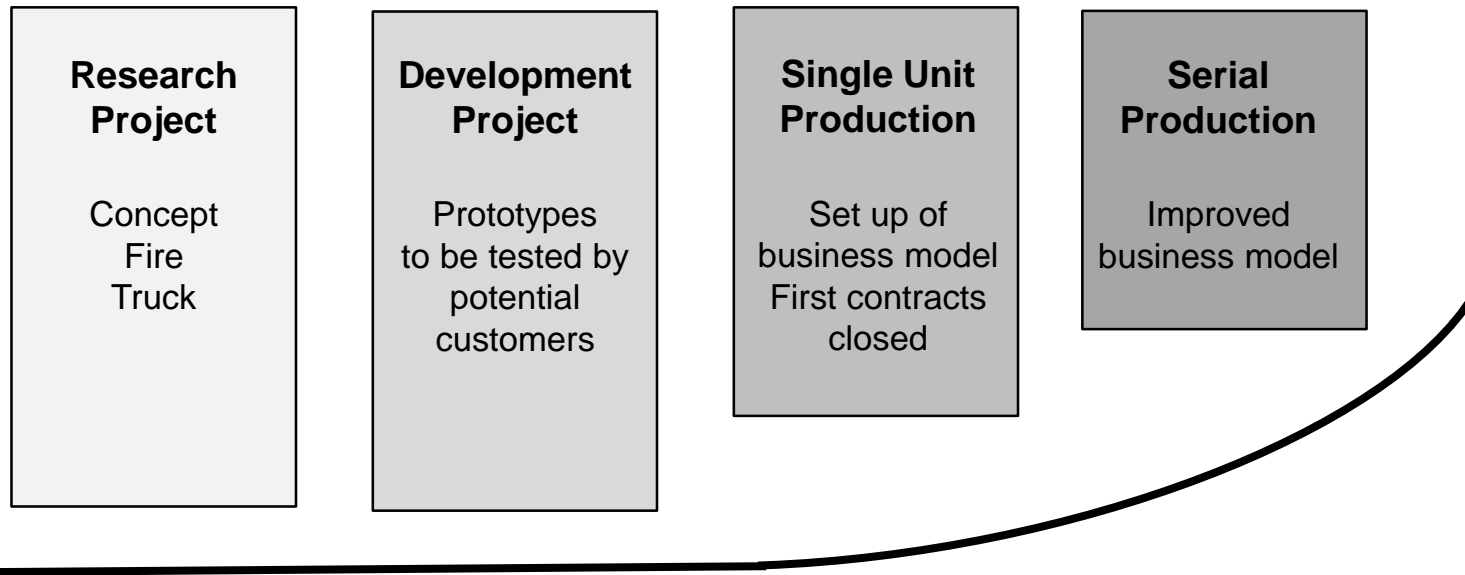 Research
Project
Concept
Fire
Truck
Development
Project
Prototypes
to be tested by
potential
customers
Single Unit
Production
Set up of
business model
First contracts
closed
Serial
Production
Improved
business model